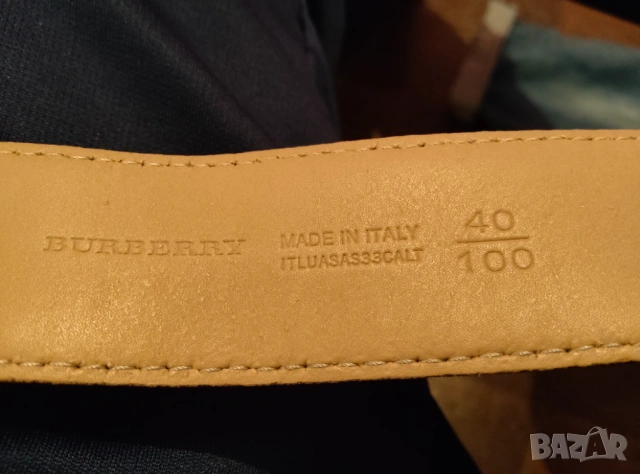 BURBERRY
MADE IN ITALY
ITLUASAS33CALT
40
100
BAZAR